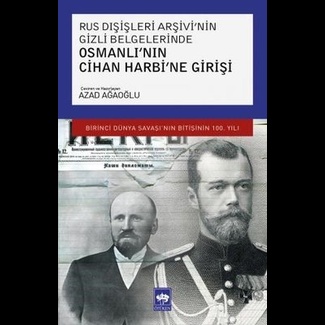 RUS DIŞİŞLERİ ARŞİVİ'NİN
GİZLİ BELGELERİNDE
OSMANLI'NIN
CİHAN HARBİ'NE GİRİŞİ
Çeviren ve Hazırlayan
AZAD AĞAOĞLU
BİRİNCİ DÜNYA SAVAŞI'NIN BİTİŞİNİN 100. YILI
ÖTÜKEN